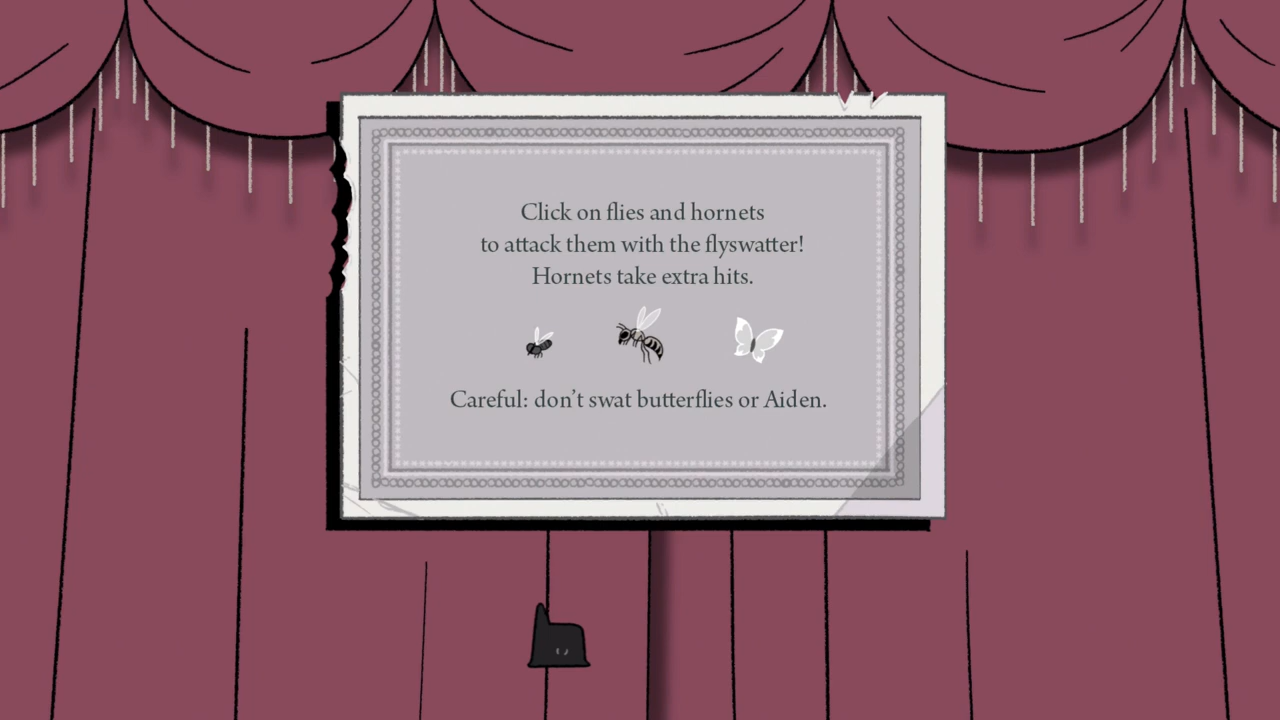 Click on flies and hornets
to attack them with the flyswatter!
Hornets take extra hits.
Careful: don’t swat butterflies or Aiden.